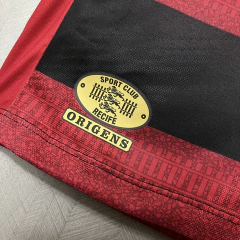 SPORT CLUB
RECIFE
ORIGENS